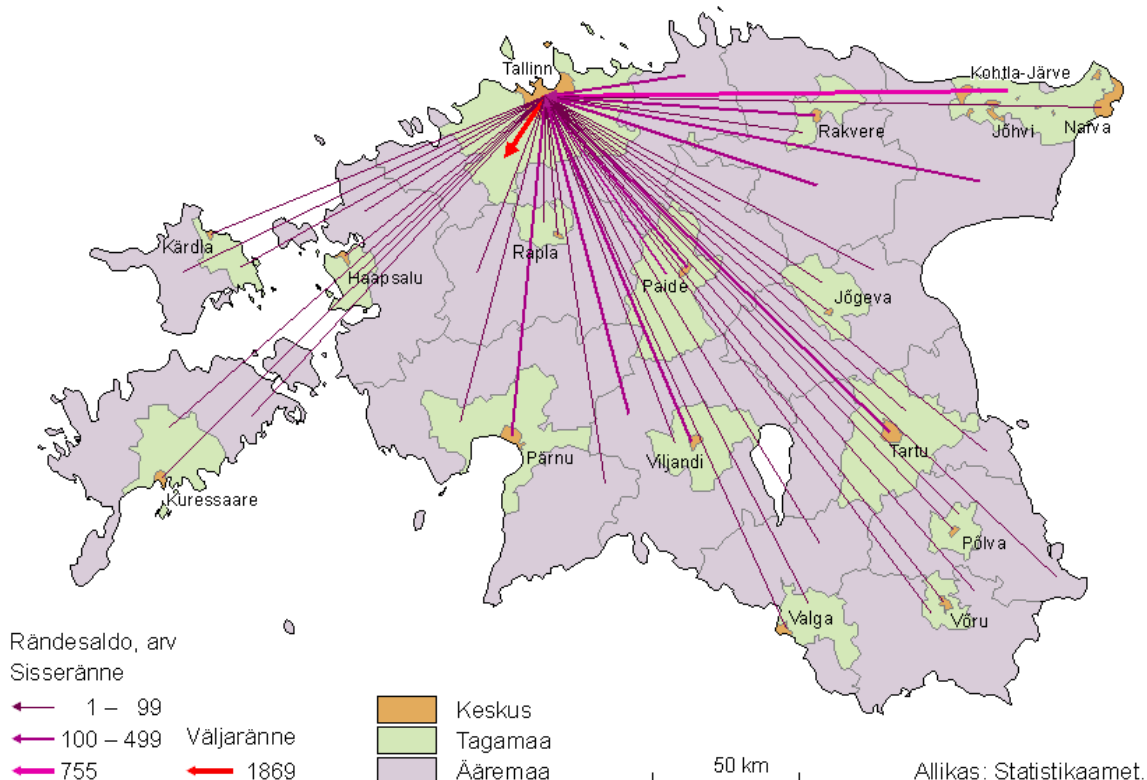 Tallinn
Kohtla-Järve
Rakvere
Jõhvi
Narva
Kärdla
Haapsalu
Rapla
Paide
Jõgeva
Pärnu
Viljandi
Tartu
Kuressaare
Põlva
Valga
Võru
Rändesaldo, arv
Sisseränne
1 – 99
100 – 499
Väljaränne
755
1869
Keskus
Tagamaa
Ääremaa
50 km
Allikas: Statistikaamet